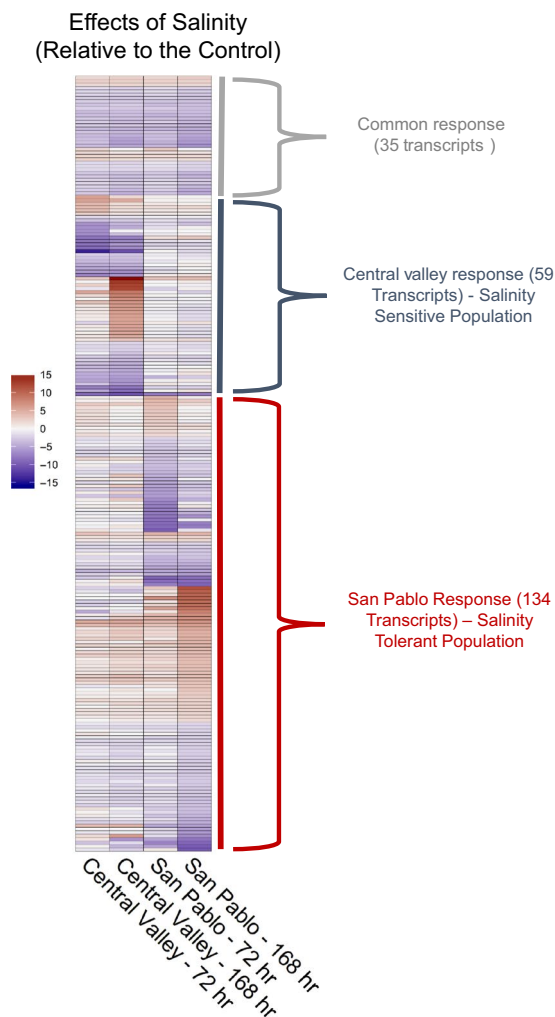 Effects of Salinity
(Relative to the Control)
Common response
(35 transcripts )
Central valley response (59
Transcripts) - Salinity
Sensitive Population
15
10
5
0
−5
−10
−15
San Pablo Response (134
Transcripts) – Salinity
Tolerant Population
Central Valley - 72 hr
Central Valley - 168 hr
San Pablo - 72 hr
San Pablo - 168 hr